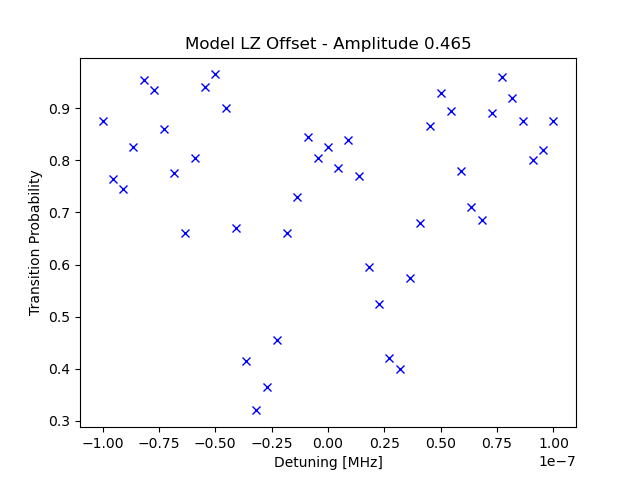 Model LZ Offset - Amplitude 0.465
Transition Probability
0.9
0.8
0.7
0.6
0.5
0.4
0.3
−1.00 −0.75 −0.50 −0.25 0.00 0.25 0.50 0.75 1.00
1e−7
Detuning [MHz]